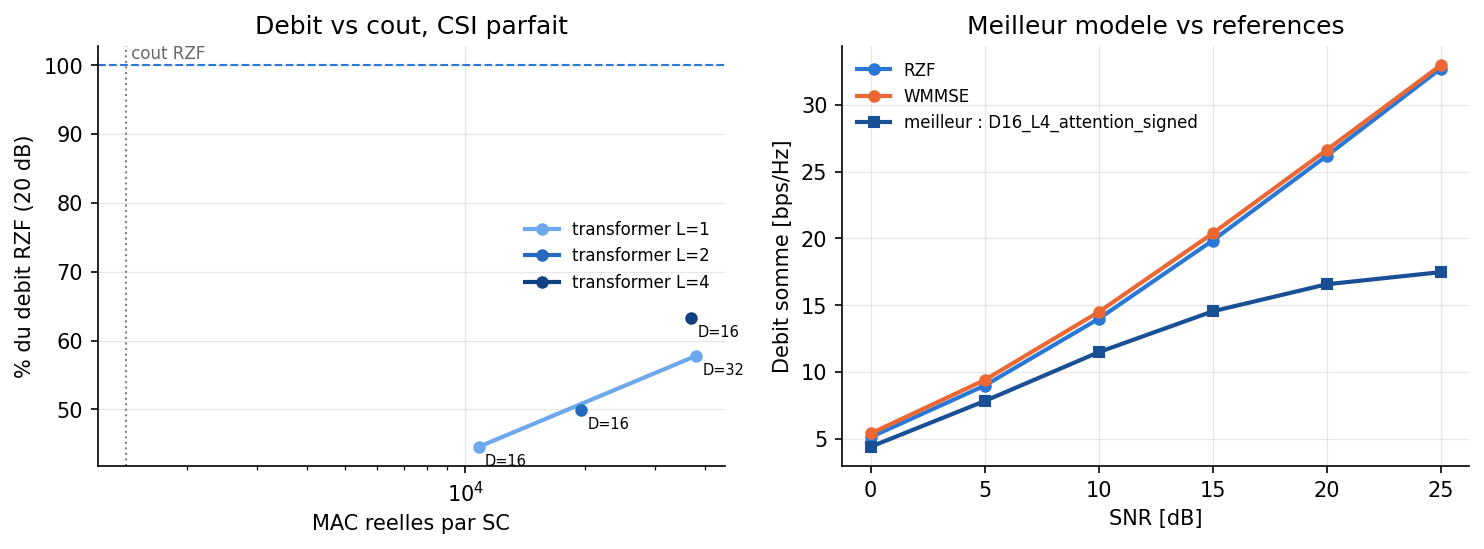 Debit vs cout, CSI parfait
cout RZF
100
90
80
70
60
50
% du debit RZF (20 dB)
transformer L=1
transformer L=2
transformer L=4
D=16
D=32
D=16
D=16
10⁴
MAC reelles par SC
Meilleur modele vs references
RZF
WMMSE
meilleur : D16_L4_attention_signed
30
25
20
15
10
5
Debit somme [bps/Hz]
0
5
10
15
20
25
SNR [dB]